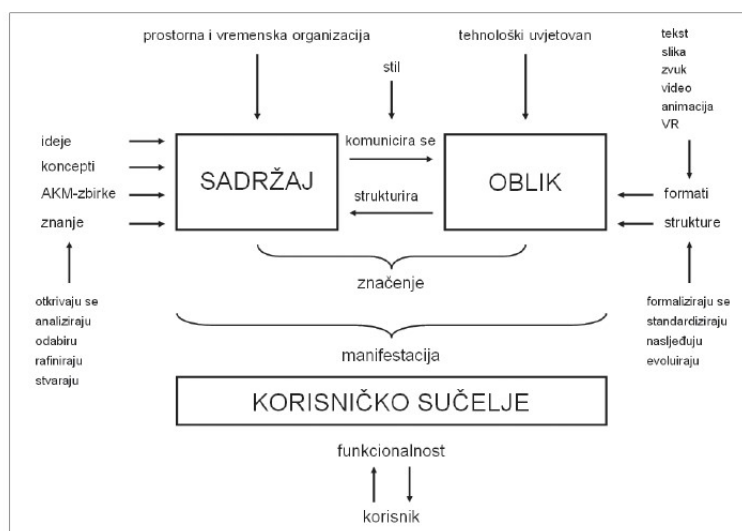 prostorna i vremenska organizacija
tehnološki uvjetovan
tekst
slika
zvuk
video
animacija
VR
stil
ideje
koncepti
AKM-zbirke
znanje
SADRŽAJ
komunicira se
strukturira
OBLIK
formati
strukture
značenje
otkrivaju se
analiziraju
odabiru
rafiniraju
stvaraju
formaliziraju se
standardiziraju
nasljeđuju
evoluiraju
manifestacija
KORISNIČKO SUČELJE
funkcionalnost
korisnik